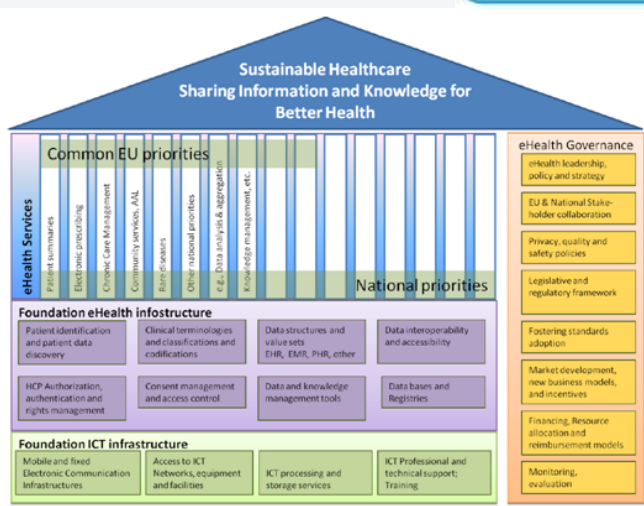 Sustainable Healthcare
Sharing Information and Knowledge for
Better Health
eHealth Services
Common EU priorities
Patient summaries
Electronic prescribing
Chronic Care Management
Community services, AAL
Rare diseases
Other national priorities
e.g., Data analysis & aggregation
Knowledge management, etc.
National priorities
Foundation eHealth infostructure
Patient identification
and patient data
discovery
Clinical terminologies
and classifications and
codifications
Data structures and
value sets
EHR, EMR, PHR, other
Data interoperability
and accessibility
HCP Authorization,
authentication and
rights management
Consent management
and access control
Data and knowledge
management tools
Data bases and
Registries
Foundation ICT infrastructure
Mobile and fixed
Electronic Communication
Infrastructures
Access to ICT
Networks, equipment
and facilities
ICT processing and
storage services
ICT Professional and
technical support;
Training
eHealth Governance
eHealth leadership,
policy and strategy
EU & National Stake-
holder collaboration
Privacy, quality and
safety policies
Legislative and
regulatory framework
Fostering standards
adoption
Market development,
new business models,
and incentives
Financing, Resource
allocation and
reimbursement models
Monitoring,
evaluation